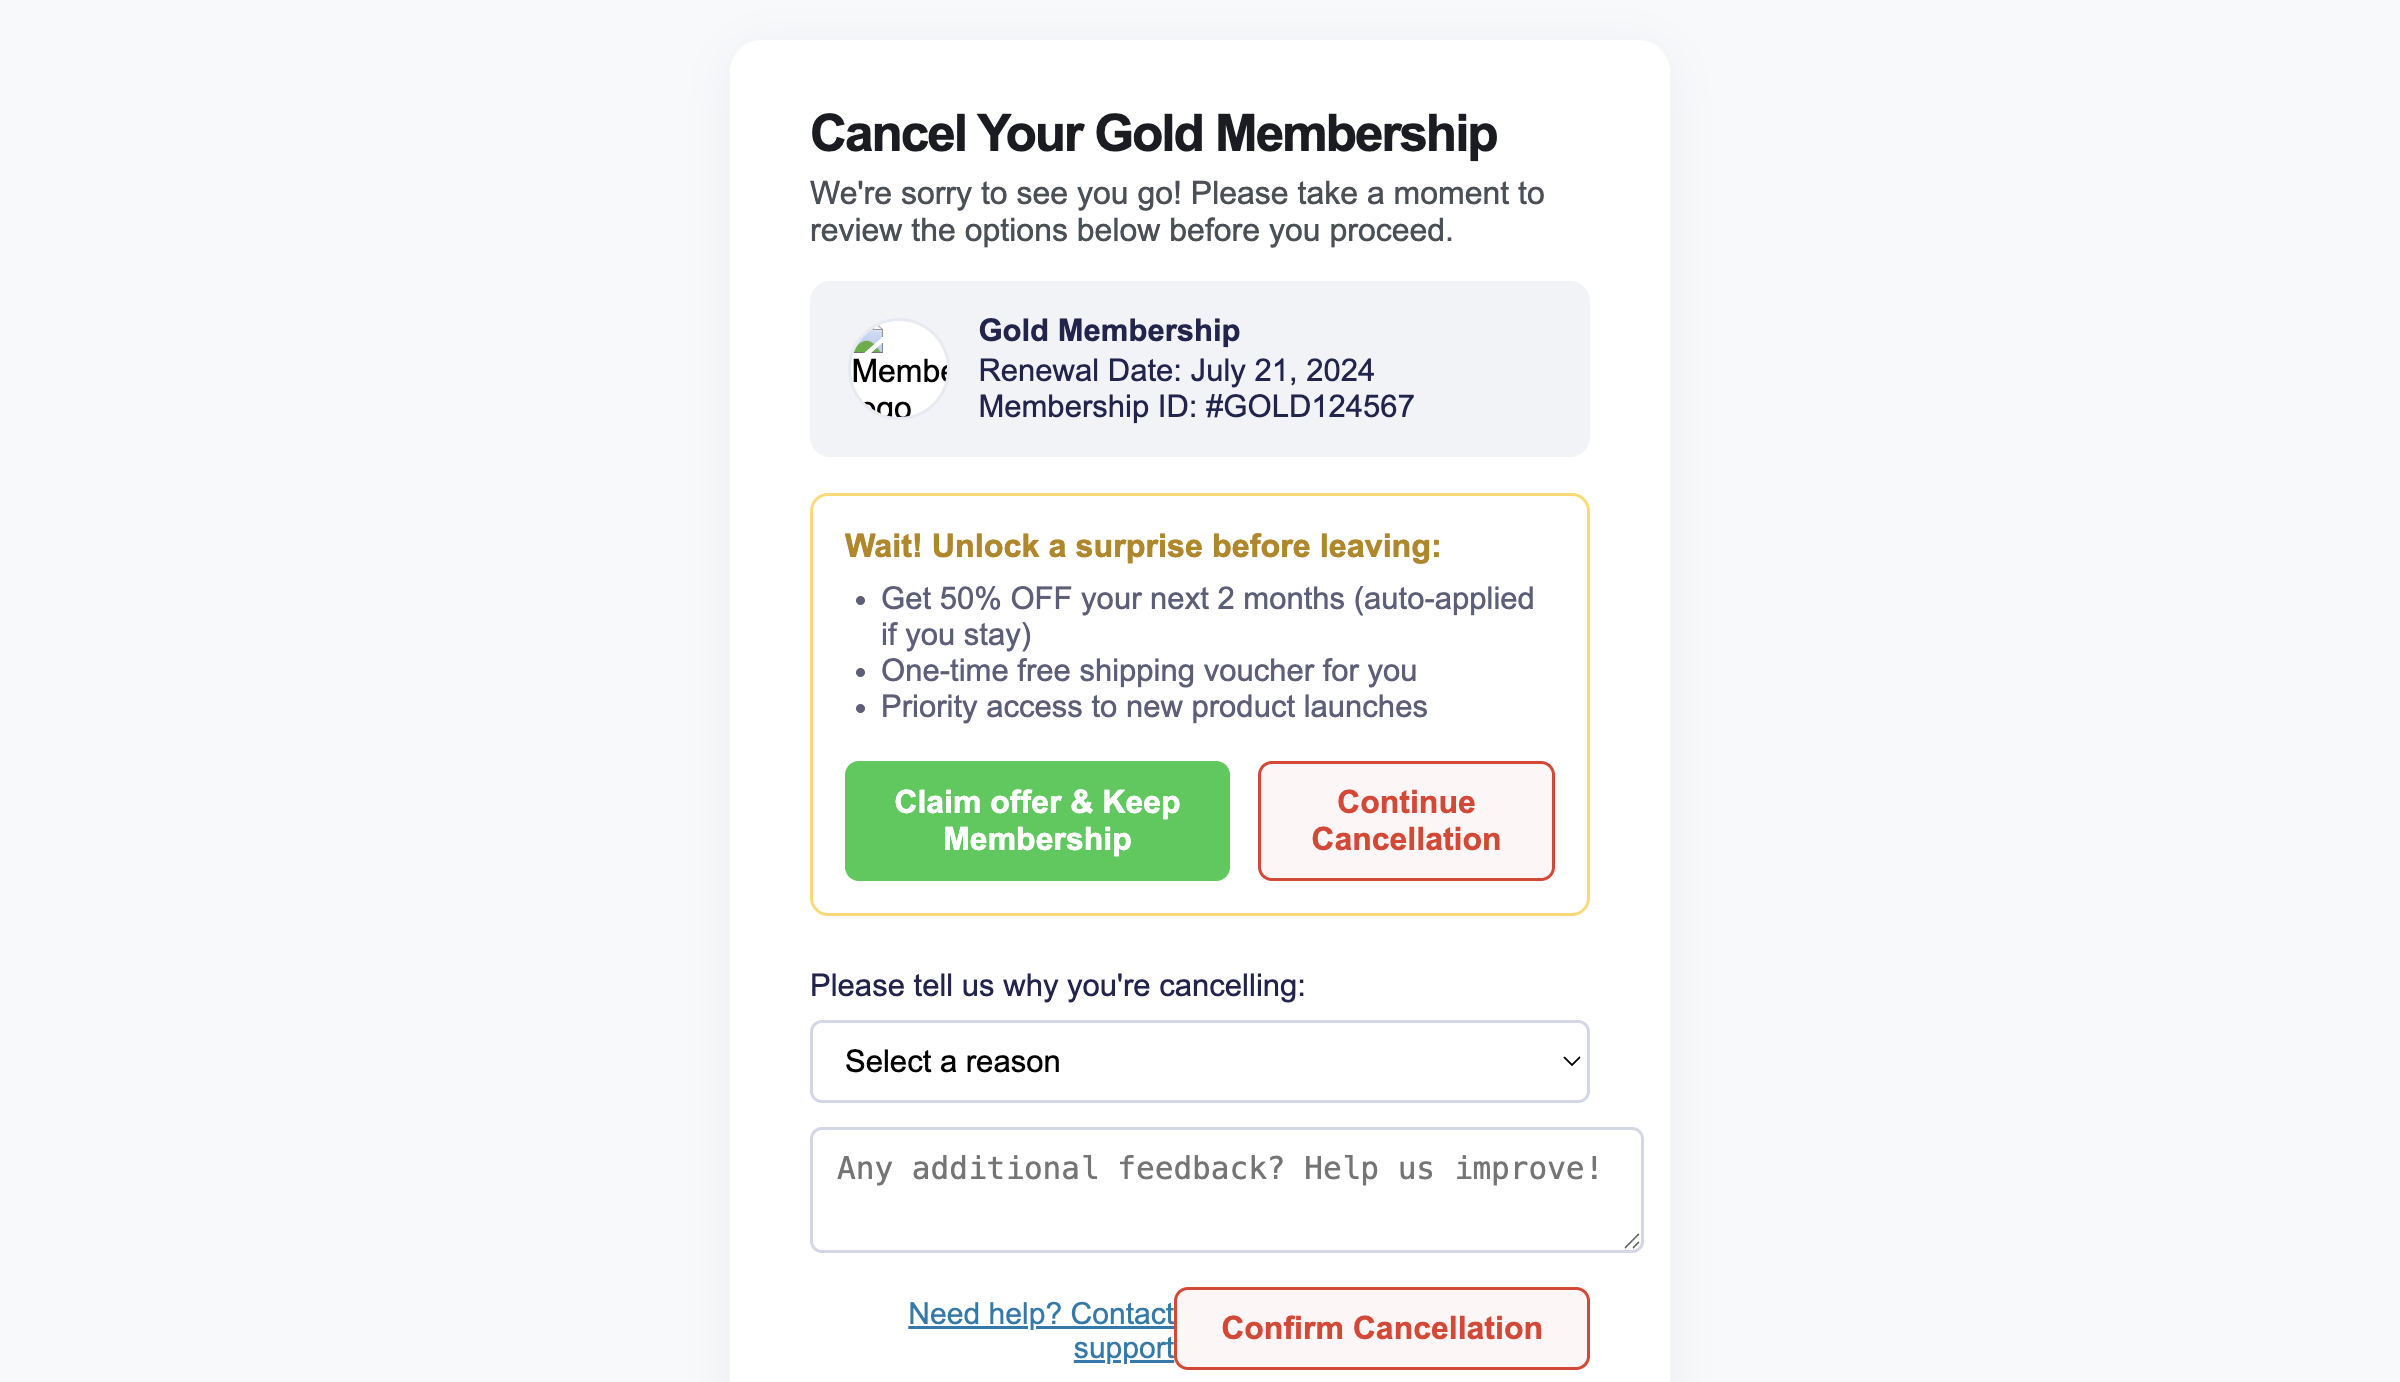 Cancel Your Gold Membership
We're sorry to see you go! Please take a moment to
review the options below before you proceed.
Gold Membership
Renewal Date: July 21, 2024
Membership ID: #GOLD124567
Wait! Unlock a surprise before leaving:
• Get 50% OFF your next 2 months (auto-applied
if you stay)
• One-time free shipping voucher for you
• Priority access to new product launches
Claim offer & Keep
Membership
Continue
Cancellation
Please tell us why you're cancelling:
Select a reason
Any additional feedback? Help us improve!
Need help? Contact
support
Confirm Cancellation